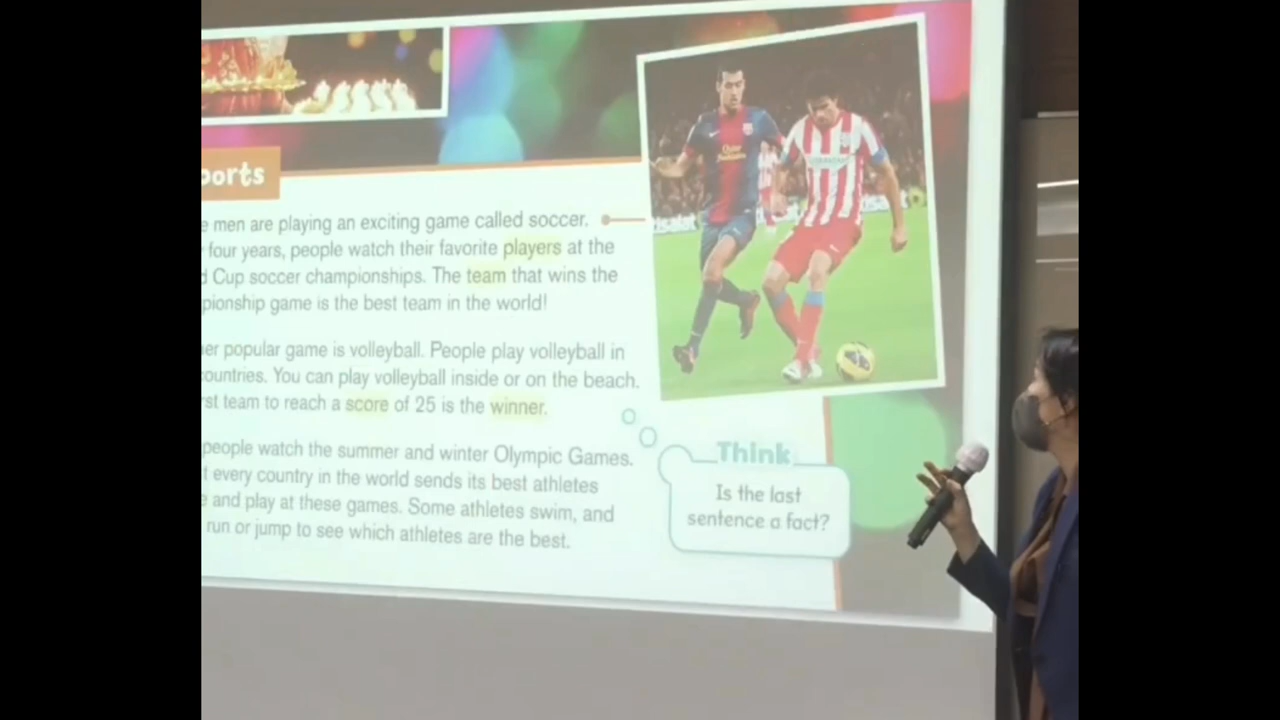 ports
e men are playing an exciting game called soccer.
four years, people watch their favorite players at the
d Cup soccer championships. The team that wins the
pionship game is the best team in the world!
er popular game is volleyball. People play volleyball in
ountries. You can play volleyball inside or on the beach.
rst team to reach a score of 25 is the winner.
people watch the summer and winter Olympic Games.
t every country in the world sends its best athletes
e and play at these games. Some athletes swim, and
run or jump to see which athletes are the best.
Think
Is the last
sentence a fact?